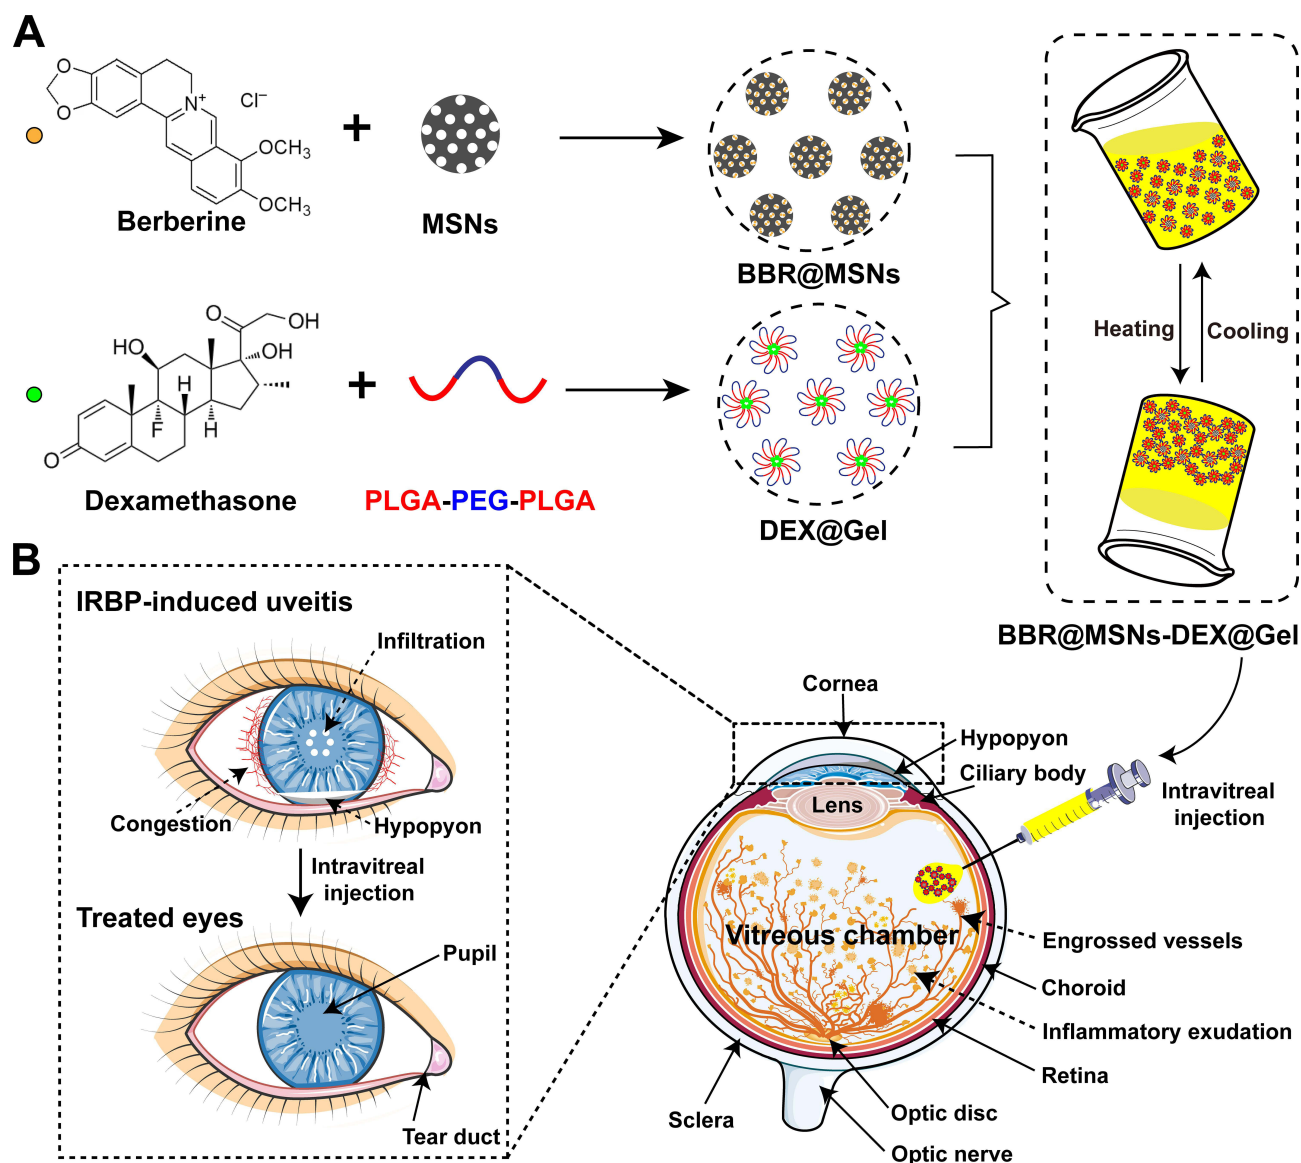 A
O
O
N⁺
Cl⁻
OCH₃
OCH₃
Berberine
+
MSNs
BBR@MSNs
O
OH
HO
OH
H
F
H
O
Dexamethasone
+
PLGA-PEG-PLGA
DEX@Gel
Heating
Cooling
BBR@MSNs-DEX@Gel
B
IRBP-induced uveitis
Infiltration
Congestion
Hypopyon
Intravitreal
injection
Treated eyes
Pupil
Tear duct
Cornea
Hypopyon
Ciliary body
Lens
Intravitreal
injection
Vitreous chamber
Engrossed vessels
Choroid
Inflammatory exudation
Retina
Sclera
Optic disc
Optic nerve